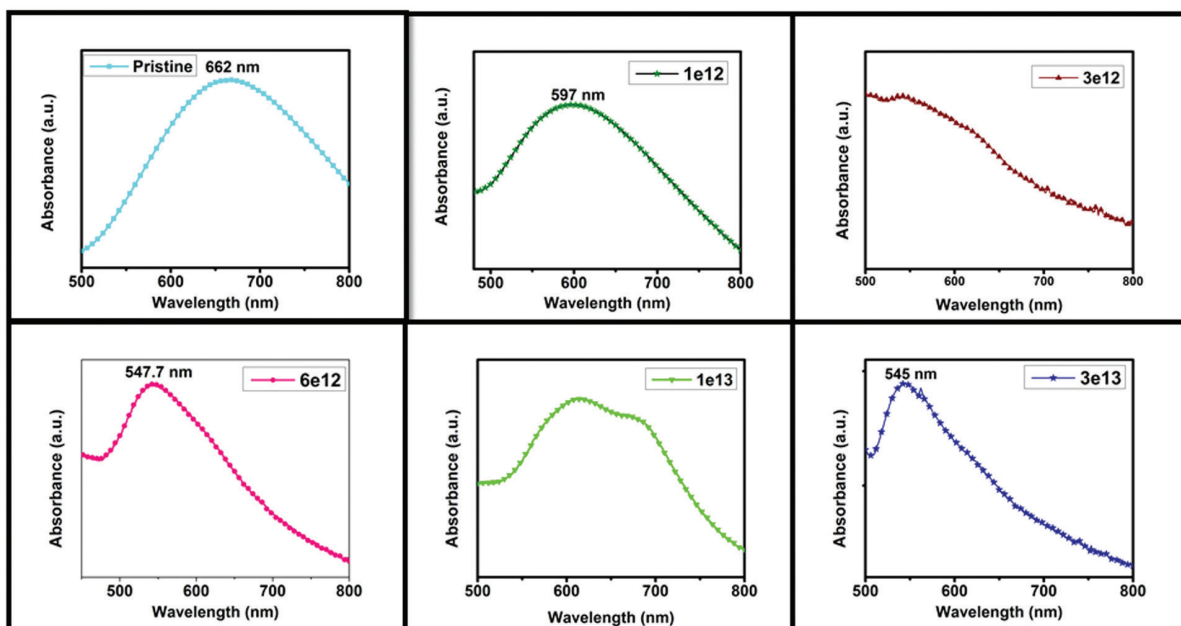 Pristine 662 nm
Absorbance (a.u.)
500 600 700 800
Wavelength (nm)
1e12
597 nm
Absorbance (a.u.)
500 600 700 800
Wavelength (nm)
3e12
Absorbance (a.u.)
500 600 700 800
Wavelength (nm)
547.7 nm
6e12
Absorbance (a.u.)
500 600 700 800
Wavelength (nm)
1e13
Absorbance (a.u.)
500 600 700 800
Wavelength (nm)
545 nm
3e13
Absorbance (a.u.)
500 600 700 800
Wavelength (nm)